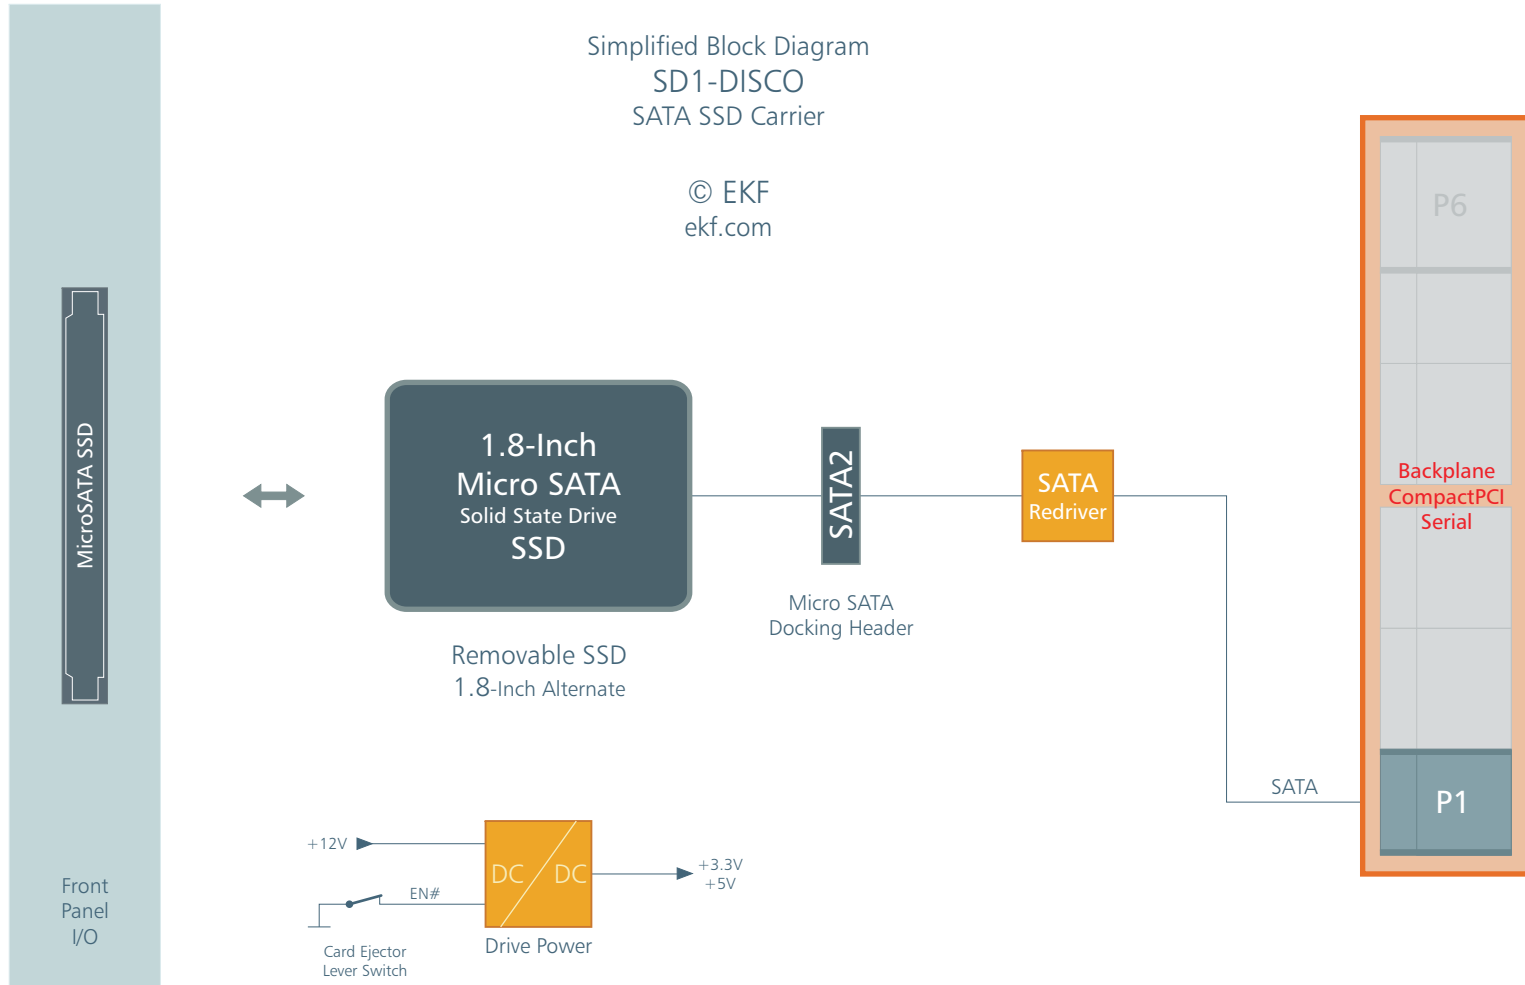 Simplified Block Diagram
SD1-DISCO
SATA SSD Carrier
© EKF
ekf.com
MicroSATA SSD
Front
Panel
I/O
1.8-Inch
Micro SATA
Solid State Drive
SSD
Removable SSD
1.8-Inch Alternate
SATA2
Micro SATA
Docking Header
SATA
Redriver
SATA
P6
Backplane
CompactPCI
Serial
P1
+12V
EN#
Card Ejector
Lever Switch
DC
DC
Drive Power
+3.3V
+5V